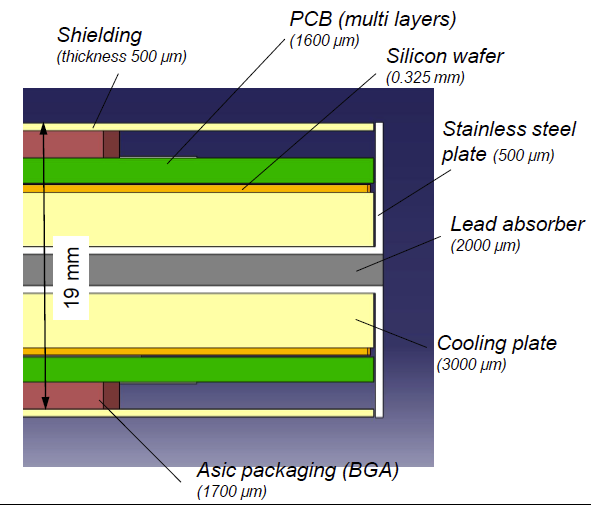 PCB (multi layers)
(1600 µm)
Shielding
(thickness 500 µm)
Silicon wafer
(0.325 mm)
Stainless steel
plate (500 µm)
Lead absorber
(2000 µm)
19 mm
Cooling plate
(3000 µm)
Asic packaging (BGA)
(1700 µm)